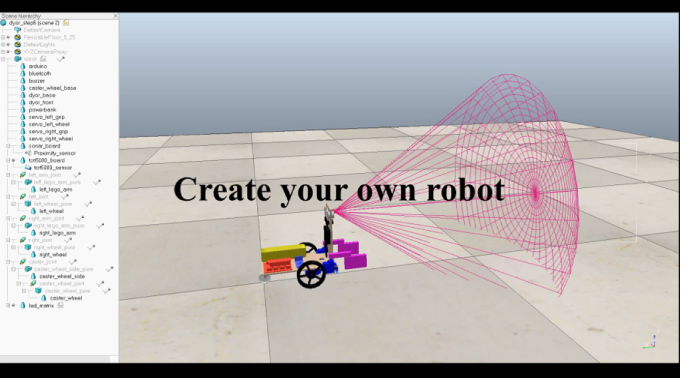 Scene hierarchy
dyor_step6 (scene 2)
DefaultCamera
ResizableFloor_5_25
DefaultLights
XYZCameraProxy
robot
arduino
bluetooth
buzzer
caster_wheel_base
dyor_base
dyor_front
powerbank
servo_left_grip
servo_left_wheel
servo_right_grip
servo_right_wheel
sonar_board
Proximity_sensor
tcrt5000_board
tcrt5000_sensor
left_arm_joint
left_lego_arm_pure
left_lego_arm
left_joint
left_wheel_pure
left_wheel
right_arm_joint
right_lego_arm_pure
right_lego_arm
right_joint
right_wheel_pure
right_wheel
caster_joint
caster_wheel_side_pure
caster_wheel_side
caster_wheel_joint
caster_wheel_pure
caster_wheel
led_matrix
Create your own robot